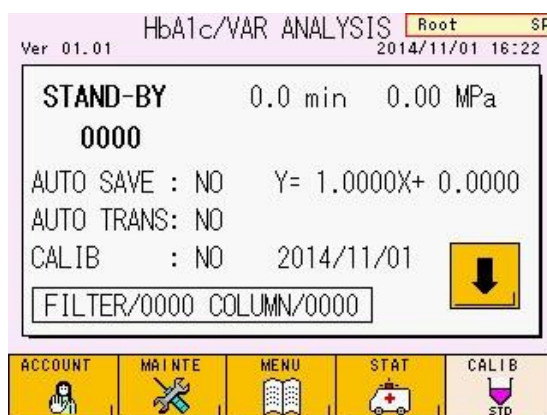 HbA1c/VAR ANALYSIS Root
Ver 01.01 2014/11/01 16:22
STAND-BY 0.0 min 0.00 MPa
0000
AUTO SAVE : NO Y= 1.0000X+ 0.0000
AUTO TRANS: NO
CALIB : NO 2014/11/01
FILTER/0000 COLUMN/0000
ACCOUNT MAINTE MENU STAT CALIB
STD